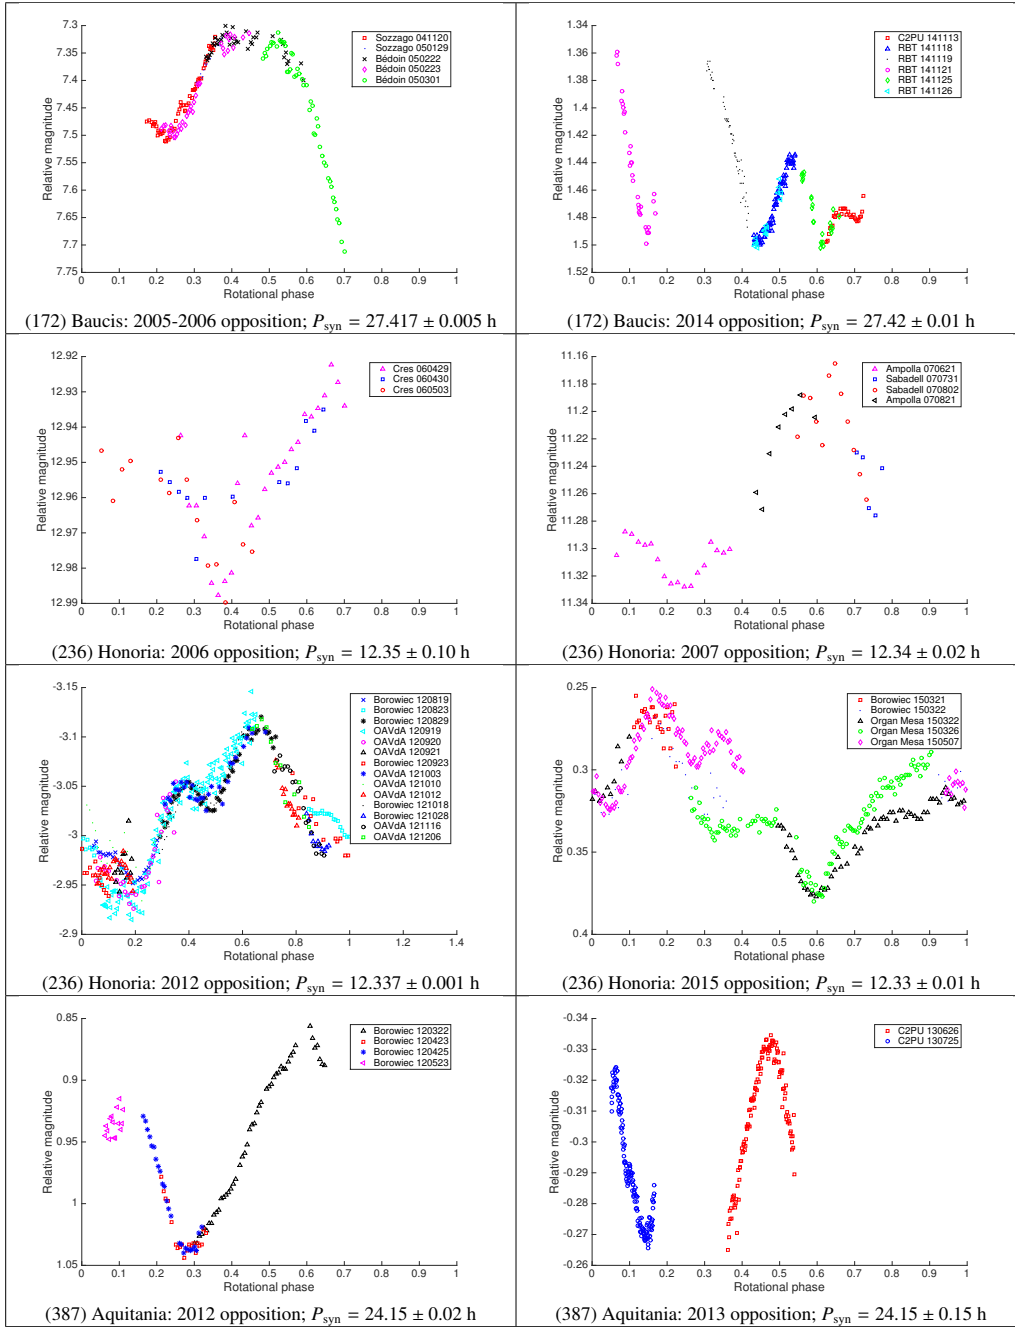 7.3
7.35
7.4
7.45
7.5
7.55
7.6
7.65
7.7
7.75
Relative magnitude
0 0.1 0.2 0.3 0.4 0.5 0.6 0.7 0.8 0.9 1
Rotational phase
Sozzago 041120
Sozzago 050129
Bédoin 050222
Bédoin 050223
Bédoin 050301
(172) Baucis: 2005-2006 opposition; P_syn = 27.417 ± 0.005 h
1.34
1.36
1.38
1.4
1.42
1.44
1.46
1.48
1.5
1.52
Relative magnitude
0 0.1 0.2 0.3 0.4 0.5 0.6 0.7 0.8 0.9 1
Rotational phase
C2PU 141113
RBT 141118
RBT 141119
RBT 141121
RBT 141125
RBT 141126
(172) Baucis: 2014 opposition; P_syn = 27.42 ± 0.01 h
12.92
12.93
12.94
12.95
12.96
12.97
12.98
12.99
Relative magnitude
0 0.1 0.2 0.3 0.4 0.5 0.6 0.7 0.8 0.9 1
Rotational phase
Cres 060429
Cres 060430
Cres 060503
(236) Honoria: 2006 opposition; P_syn = 12.35 ± 0.10 h
11.16
11.18
11.2
11.22
11.24
11.26
11.28
11.3
11.32
11.34
Relative magnitude
0 0.1 0.2 0.3 0.4 0.5 0.6 0.7 0.8 0.9 1
Rotational phase
Ampolla 070621
Sabadell 070731
Sabadell 070802
Ampolla 070821
(236) Honoria: 2007 opposition; P_syn = 12.34 ± 0.02 h
-3.15
-3.1
-3.05
-3
-2.95
-2.9
Relative magnitude
0 0.2 0.4 0.6 0.8 1 1.2 1.4
Rotational phase
Borowiec 120819
Borowiec 120823
Borowiec 120829
OAVdA 120919
OAVdA 120920
OAVdA 120921
Borowiec 120923
OAVdA 121003
OAVdA 121010
OAVdA 121012
Borowiec 121018
Borowiec 121028
OAVdA 121116
OAVdA 121206
(236) Honoria: 2012 opposition; P_syn = 12.337 ± 0.001 h
0.25
0.3
0.35
0.4
Relative magnitude
0 0.1 0.2 0.3 0.4 0.5 0.6 0.7 0.8 0.9 1
Rotational phase
Borowiec 150321
Borowiec 150322
Organ Mesa 150322
Organ Mesa 150326
Organ Mesa 150507
(236) Honoria: 2015 opposition; P_syn = 12.33 ± 0.01 h
0.85
0.9
0.95
1
1.05
Relative magnitude
0 0.1 0.2 0.3 0.4 0.5 0.6 0.7 0.8 0.9 1
Rotational phase
Borowiec 120322
Borowiec 120423
Borowiec 120425
Borowiec 120523
(387) Aquitania: 2012 opposition; P_syn = 24.15 ± 0.02 h
-0.34
-0.33
-0.32
-0.31
-0.3
-0.29
-0.28
-0.27
-0.26
Relative magnitude
0 0.1 0.2 0.3 0.4 0.5 0.6 0.7 0.8 0.9 1
Rotational phase
C2PU 130626
C2PU 130725
(387) Aquitania: 2013 opposition; P_syn = 24.15 ± 0.15 h